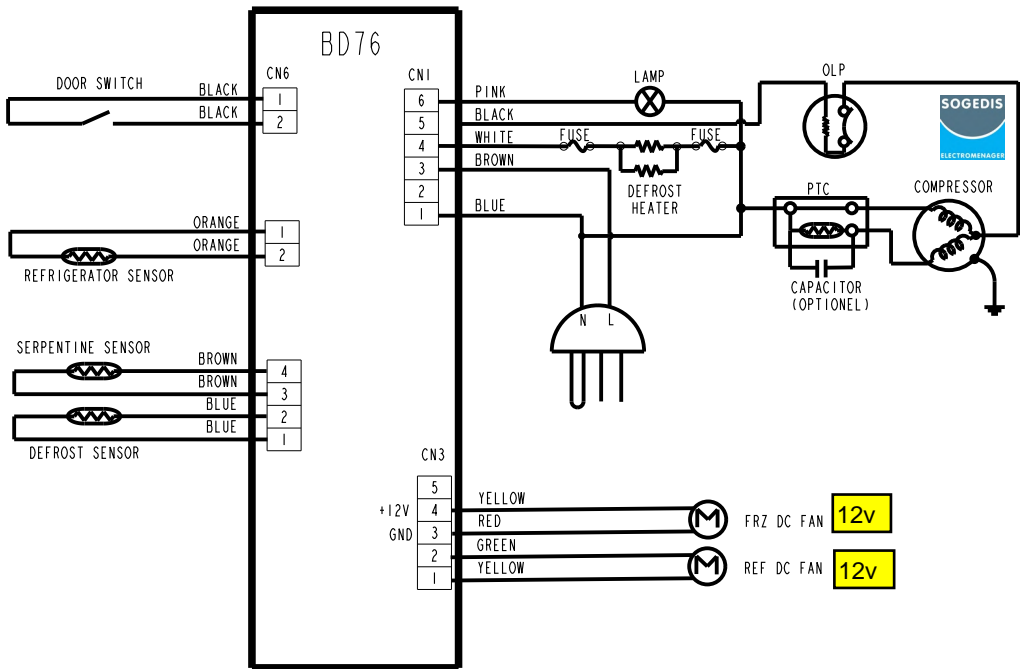 BD76
DOOR SWITCH
BLACK
BLACK
CN6
1
2
ORANGE
ORANGE
1
2
REFRIGERATOR SENSOR
SERPENTINE SENSOR
BROWN
BROWN
BLUE
BLUE
4
3
2
1
DEFROST SENSOR
CN1
6
5
4
3
2
1
PINK
BLACK
WHITE
BROWN
BLUE
LAMP
FUSE
FUSE
DEFROST
HEATER
OLP
SOGEDIS
ELECTROMENAGER
PTC
COMPRESSOR
CAPACITOR
(OPTIONEL)
N L
CN3
5
4
3
2
1
+12V
GND
YELLOW
RED
GREEN
YELLOW
FRZ DC FAN
12v
REF DC FAN
12v